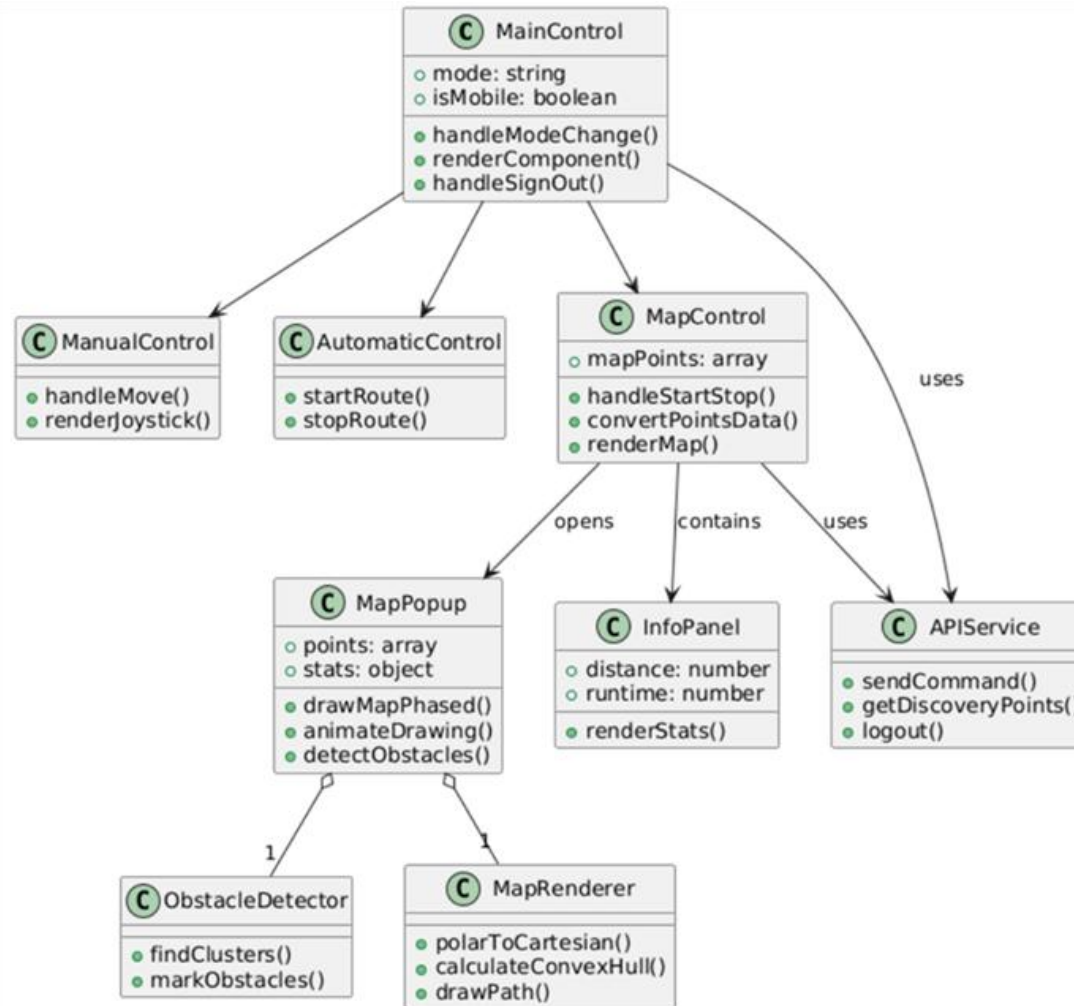 C MainControl
mode: string
isMobile: boolean
handleModeChange()
renderComponent()
handleSignOut()
C ManualControl
handleMove()
renderJoystick()
C AutomaticControl
startRoute()
stopRoute()
C MapControl
mapPoints: array
handleStartStop()
convertPointsData()
renderMap()
uses
opens
contains
uses
C MapPopup
points: array
stats: object
drawMapPhased()
animateDrawing()
detectObstacles()
C InfoPanel
distance: number
runtime: number
renderStats()
C APIService
sendCommand()
getDiscoveryPoints(
logout()
1
1
C ObstacleDetector
findClusters()
markObstacles()
C MapRenderer
polarToCartesian()
calculateConvexHull()
drawPath()